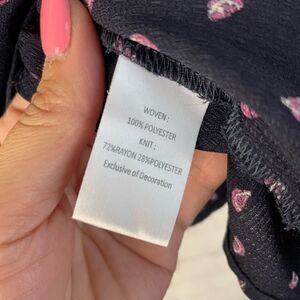 WOVEN :
100% POLYESTER
KNIT :
72%RAYON 28%POLYESTER
Exclusive of Decoration